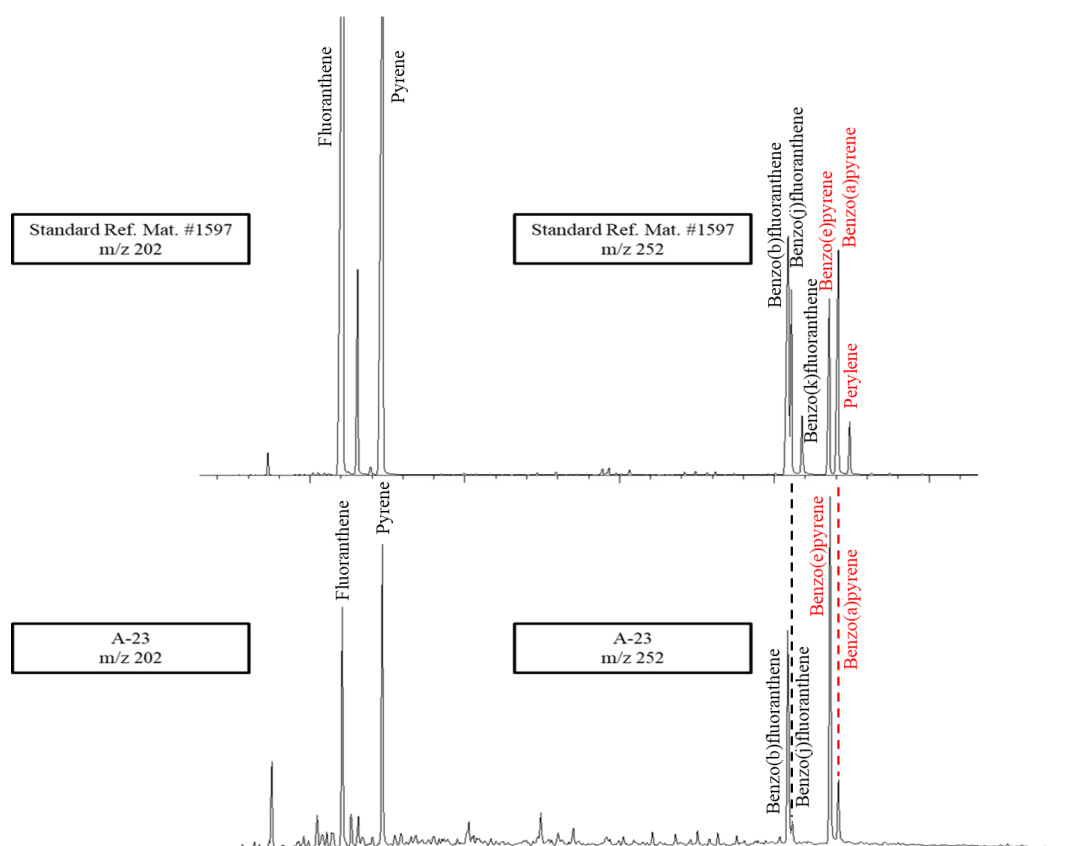 Fluoranthene
Pyrene
Standard Ref. Mat. #1597
m/z 202
Standard Ref. Mat. #1597
m/z 252
Benzo(b)fluoranthene
Benzo(j)fluoranthene
Benzo(k)fluoranthene
Benzo(e)pyrene
Benzo(a)pyrene
Perylene
Fluoranthene
Pyrene
A-23
m/z 202
A-23
m/z 252
Benzo(b)fluoranthene
Benzo(j)fluoranthene
Benzo(e)pyrene
Benzo(a)pyrene